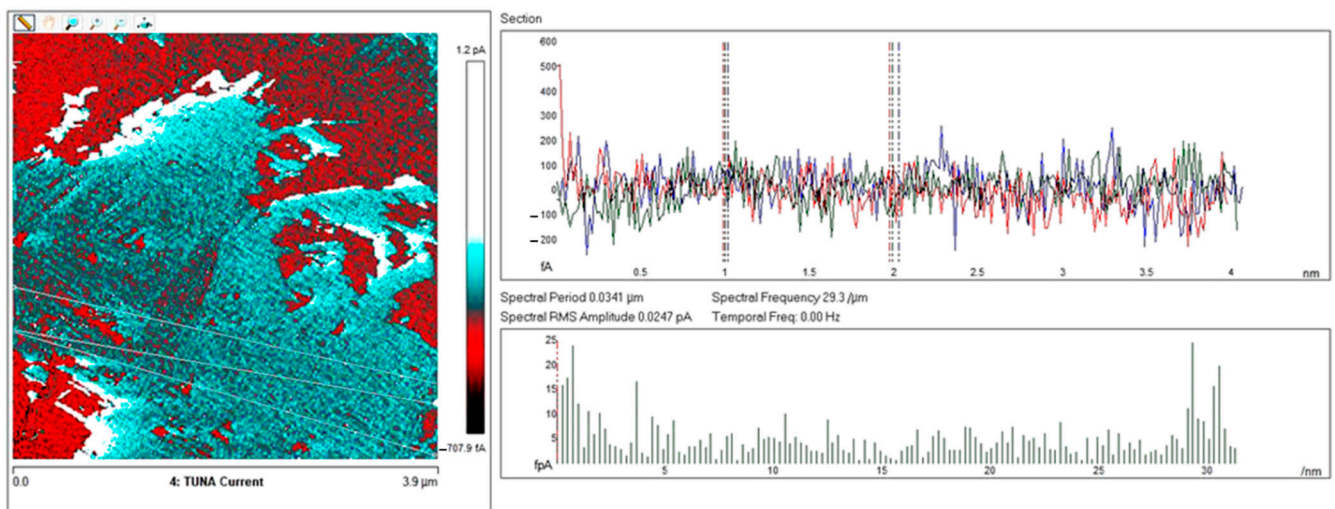 1.2 pA
−707.9 fA
0.0
4: TUNA Current
3.9 µm
Section
600
500
400
300
200
100
0
−100
−200
fA
0.5
1
1.5
2
2.5
3
3.5
4
nm
Spectral Period 0.0341 µm
Spectral Frequency 29.3 /µm
Spectral RMS Amplitude 0.0247 pA
Temporal Freq: 0.00 Hz
25
20
15
10
5
fpA
5
10
15
20
25
30
/nm